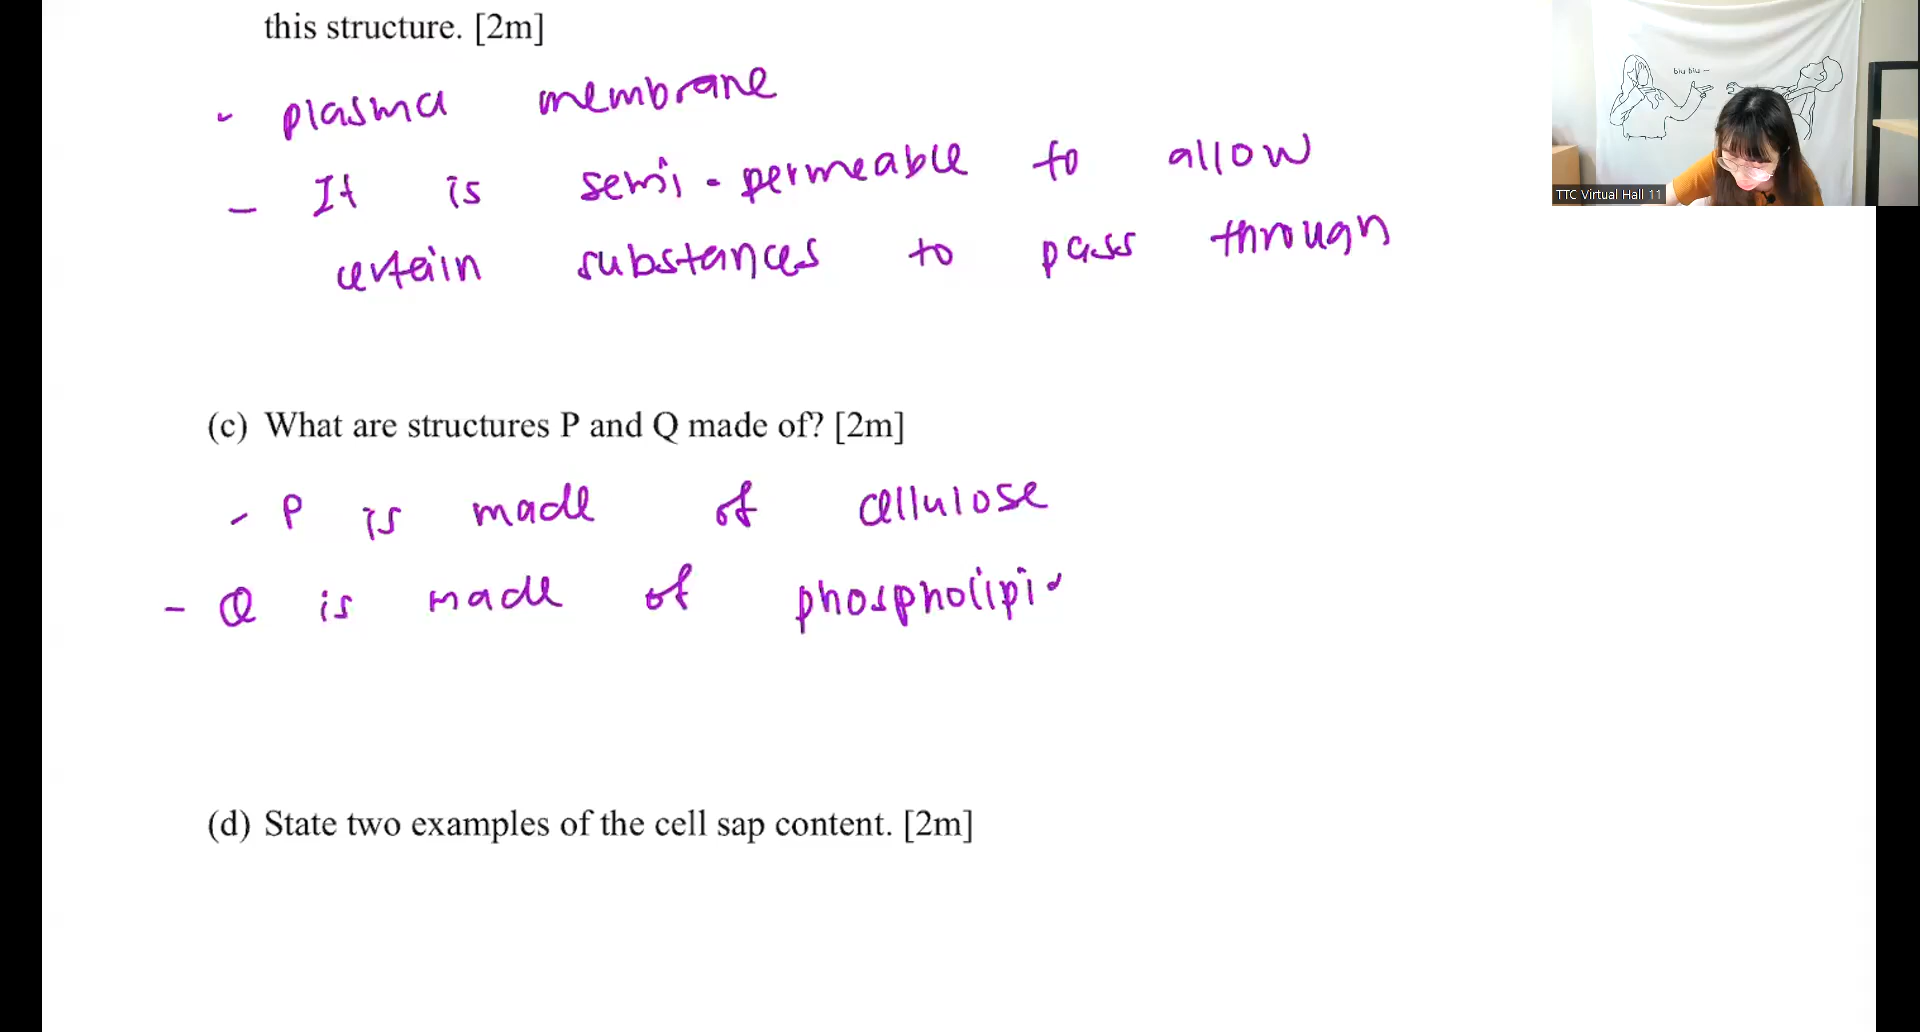 this structure. [2m]
- plasma membrane
- It is semi-permeable to allow
certain substances to pass through
(c) What are structures P and Q made of? [2m]
- P is made of cellulose
- Q is made of phospholipi
(d) State two examples of the cell sap content. [2m]
biu biu
TTC Virtual Hall 11